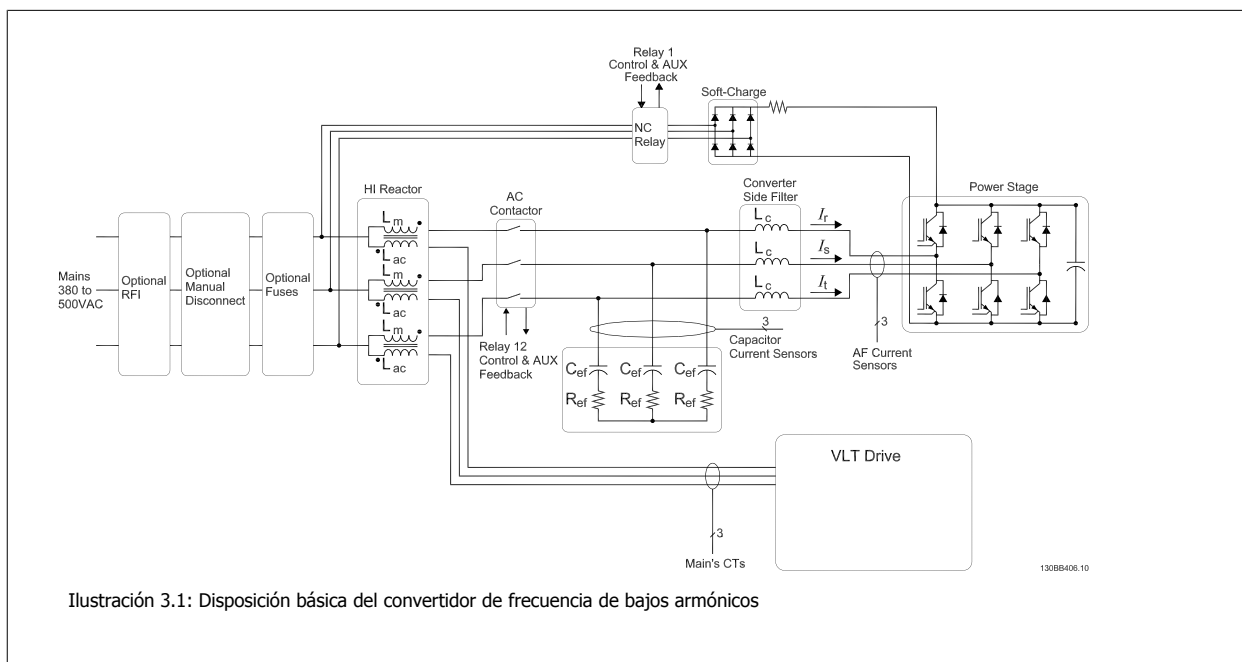 Relay 1
Control & AUX
Feedback
Soft-Charge
NC
Relay
HI Reactor
AC
Contactor
Converter
Side Filter
Power Stage
Mains
380 to
500VAC
Optional
RFI
Optional
Manual
Disconnect
Optional
Fuses
Lm
Lac
Lm
Lac
Lm
Lac
Lc
Ir
Lc
Is
Lc
It
Relay 12
Control & AUX
Feedback
3
Capacitor
Current Sensors
3
AF Current
Sensors
Cef Cef Cef
Ref Ref Ref
VLT Drive
3
Main's CTs
130BB406.10
Ilustración 3.1: Disposición básica del convertidor de frecuencia de bajos armónicos